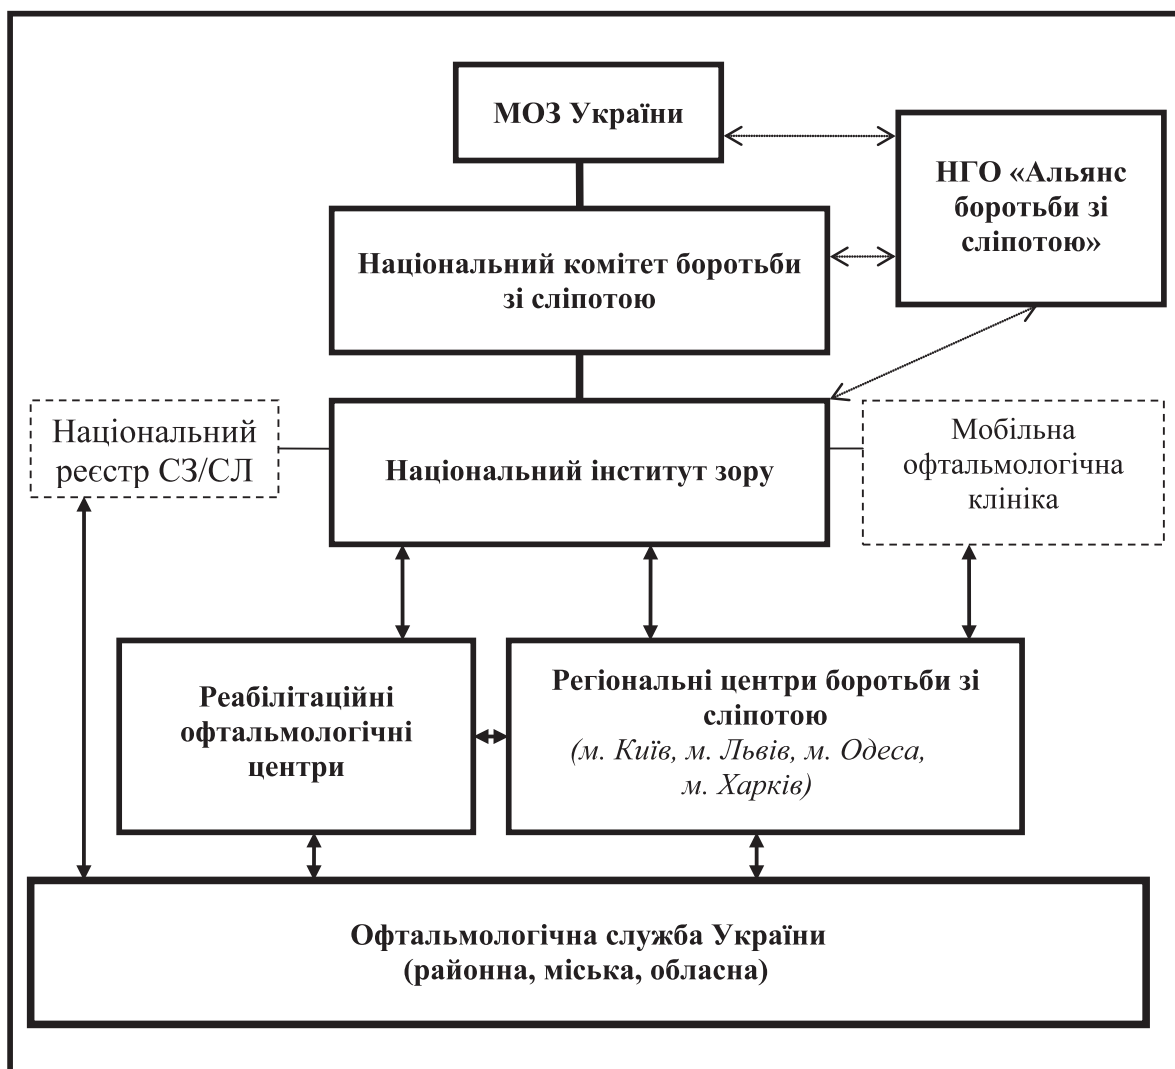 МОЗ України
НГО «Альянс
боротьби зі
сліпотою»
Національний комітет боротьби
зі сліпотою
Національний
реєстр СЗ/СЛ
Національний інститут зору
Мобільна
офтальмологічна
клініка
Реабілітаційні
офтальмологічні
центри
Регіональні центри боротьби зі
сліпотою
(м. Київ, м. Львів, м. Одеса,
м. Харків)
Офтальмологічна служба України
(районна, міська, обласна)